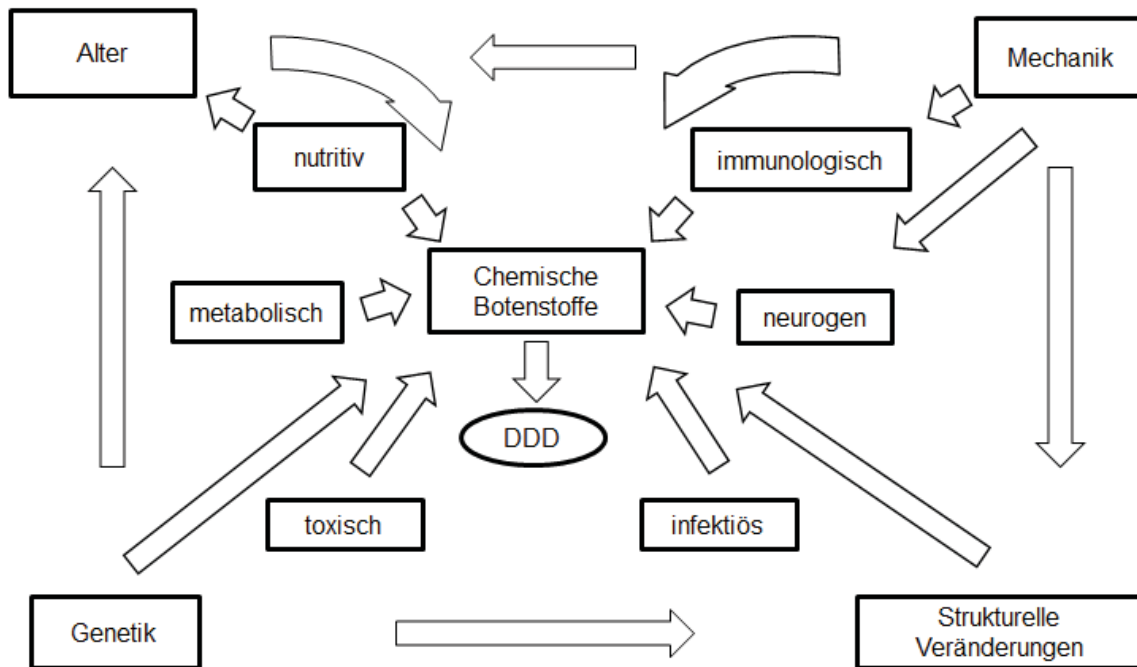 Alter
Mechanik
nutritiv
immunologisch
Chemische
Botenstoffe
metabolisch
neurogen
DDD
toxisch
infektiös
Genetik
Strukturelle
Veränderungen